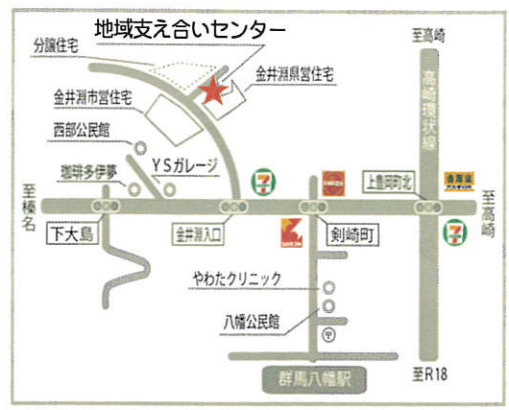 地域支え合いセンター
分譲住宅
至高崎
金井淵県営住宅
高崎環状線
金井淵市営住宅
西部公民館
YSガレージ
珈琲多伊夢
上豊岡町北
至榛名
至高崎
下大島
金井淵入口
剣崎町
やわたクリニック
八幡公民館
〒
群馬八幡駅
至R18